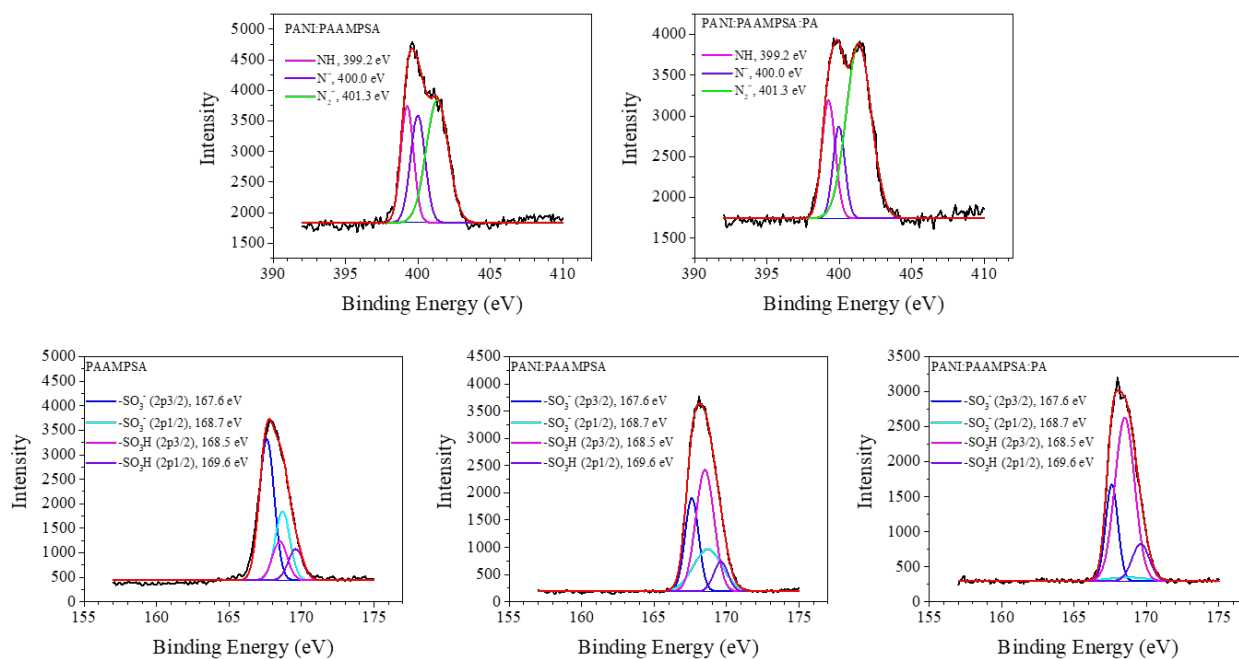 PANI:PAAMPSA
NH, 399.2 eV
N⁻, 400.0 eV
N₂⁻, 401.3 eV
5000
4500
4000
3500
3000
2500
2000
1500
390 395 400 405 410
Intensity
Binding Energy (eV)
PANI:PAAMPSA:PA
NH, 399.2 eV
N⁻, 400.0 eV
N₂⁻, 401.3 eV
4000
3500
3000
2500
2000
1500
390 395 400 405 410
Intensity
Binding Energy (eV)
PAAMPSA
-SO₃⁻ (2p3/2), 167.6 eV
-SO₃⁻ (2p1/2), 168.7 eV
-SO₃H (2p3/2), 168.5 eV
-SO₃H (2p1/2), 169.6 eV
5000
4500
4000
3500
3000
2500
2000
1500
1000
500
0
155 160 165 170 175
Intensity
Binding Energy (eV)
PANI:PAAMPSA
-SO₃⁻ (2p3/2), 167.6 eV
-SO₃⁻ (2p1/2), 168.7 eV
-SO₃H (2p3/2), 168.5 eV
-SO₃H (2p1/2), 169.6 eV
4500
4000
3500
3000
2500
2000
1500
1000
500
0
155 160 165 170 175
Intensity
Binding Energy (eV)
PANI:PAAMPSA:PA
-SO₃⁻ (2p3/2), 167.6 eV
-SO₃⁻ (2p1/2), 168.7 eV
-SO₃H (2p3/2), 168.5 eV
-SO₃H (2p1/2), 169.6 eV
3500
3000
2500
2000
1500
1000
500
0
155 160 165 170 175
Intensity
Binding Energy (eV)